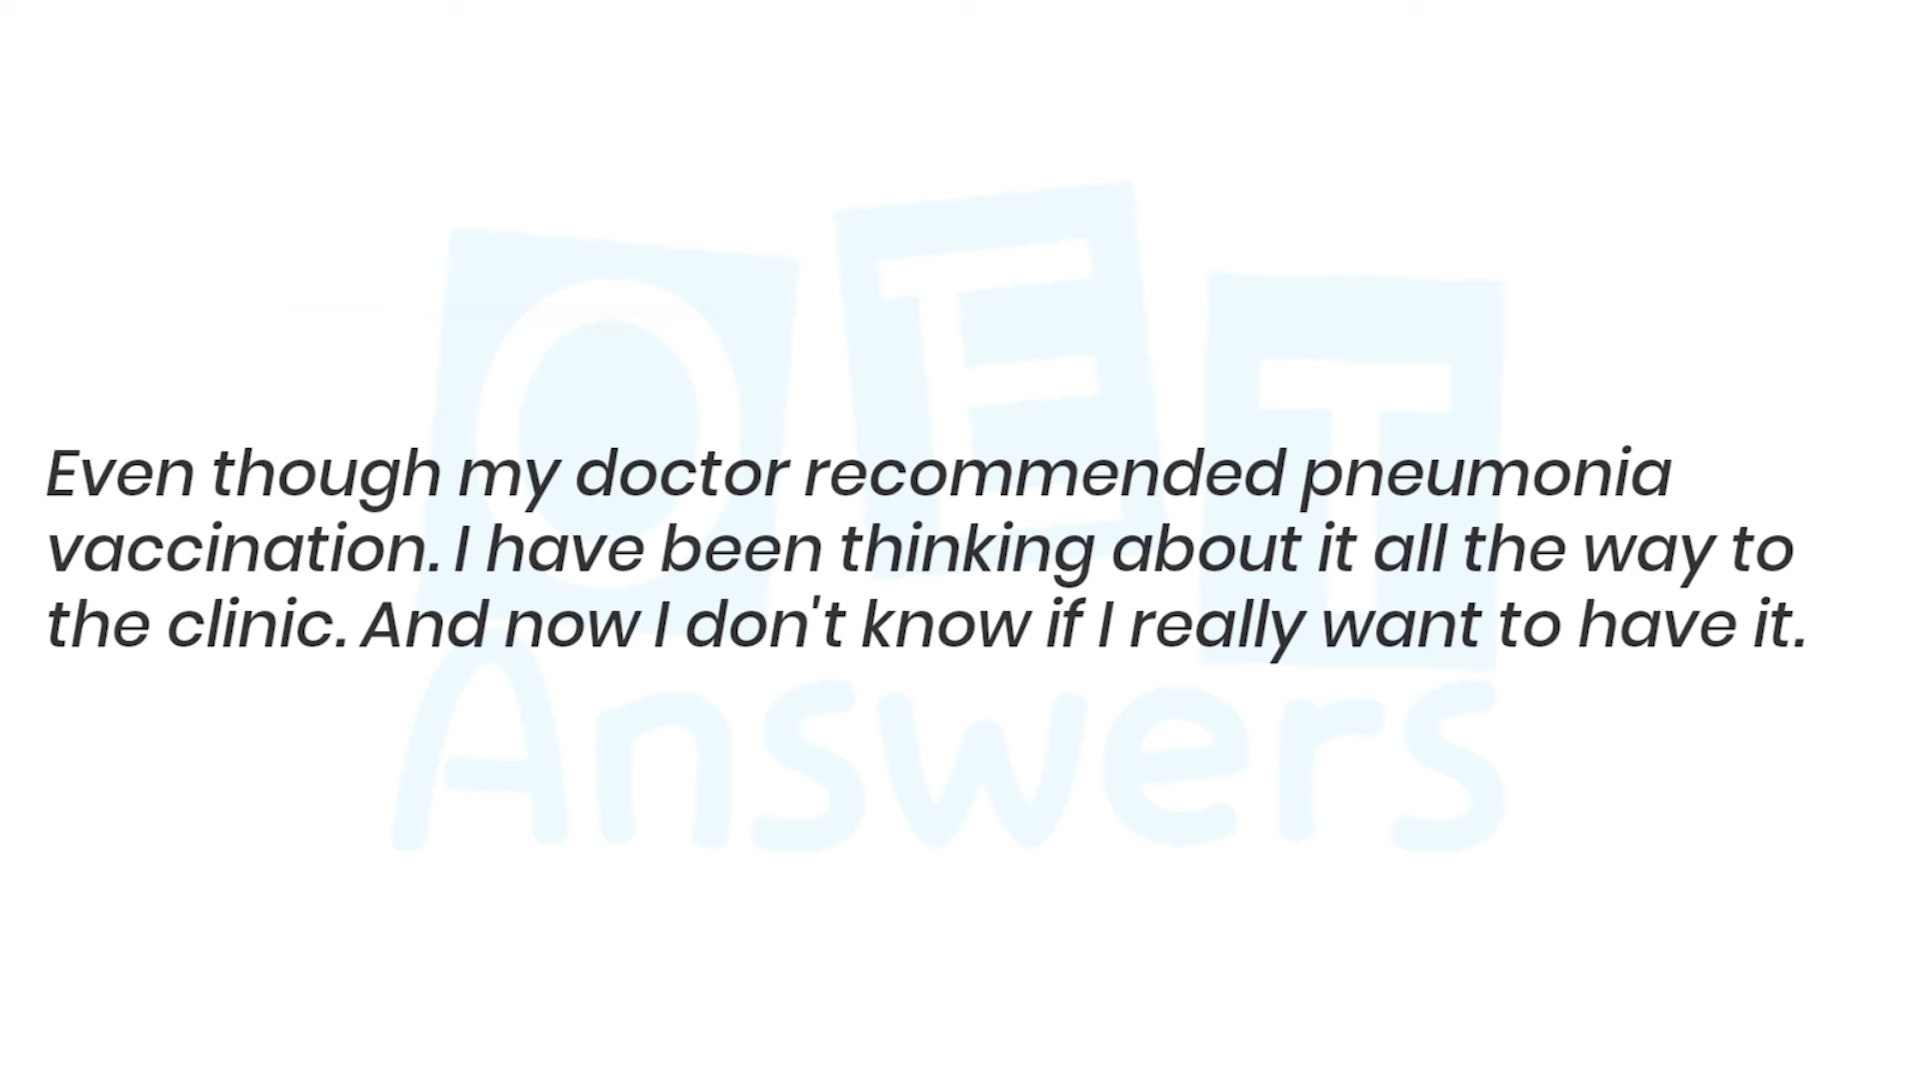 OET
Even though my doctor recommended pneumonia
vaccination. I have been thinking about it all the way to
the clinic. And now I don't know if I really want to have it.
Answers